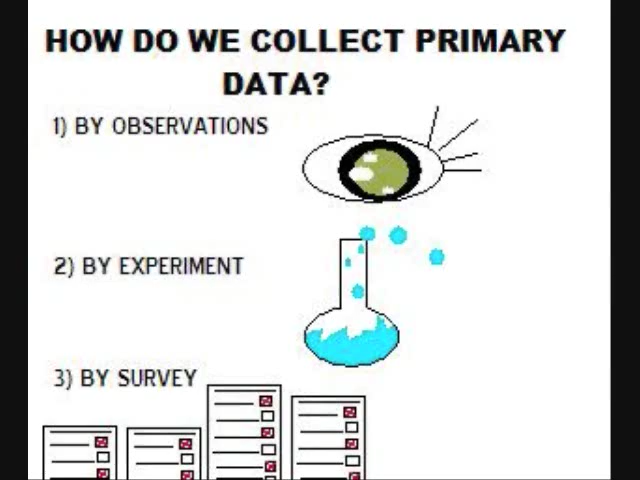 HOW DO WE COLLECT PRIMARY
DATA?
1) BY OBSERVATIONS
2) BY EXPERIMENT
3) BY SURVEY